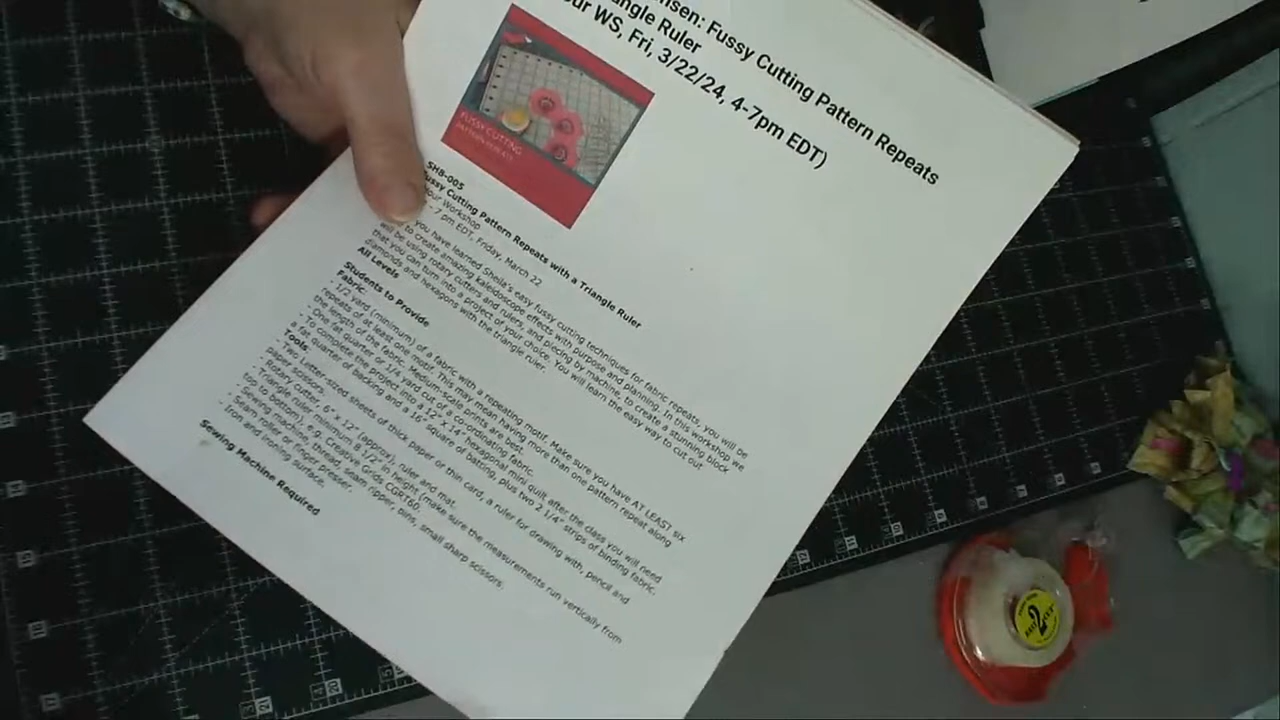 nsen: Fussy Cutting Pattern Repeats
angle Ruler
our WS, Fri, 3/22/24, 4-7pm EDT)
FUSSY CUTTING
SHB-005
Fussy Cutting Pattern Repeats with a Triangle Ruler
our Workshop
- 7 pm EDT, Friday, March 22
you have learned Sheila's easy fussy cutting techniques for fabric repeats, you will be
to create amazing kaleidoscope effects with purpose and planning. In this workshop we
will be using rotary cutters and rulers, and piecing by machine, to create a stunning block
that you can turn into a project of your choice. You will learn the easy way to cut out
diamonds and hexagons with the triangle ruler.
All Levels
Students to Provide
Fabric:
- 1/2 yard (minimum) of a fabric with a repeating motif. Make sure you have AT LEAST six
repeats of at least one motif. This may mean having more than one pattern repeat along
the length of the fabric. Medium-scale prints are best.
- One fat quarter or 1/4 yard cut of a co-ordinating fabric.
- To complete the project into a 12" x 14" hexagonal mini quilt after the class you will need
a fat quarter of backing and a 16" square of batting, plus two 2 1/4" strips of binding fabric.
Tools
- Two Letter-sized sheets of thick paper or thin card, a ruler for drawing with, pencil and
paper scissors.
- Rotary cutter, 6" x 12" (approx), ruler and mat.
- Triangle ruler minimum 8 1/2" in height (make sure the measurements run vertically from
top to bottom), e.g. Creative Grids CGRT60.
- Sewing machine, thread, seam ripper, pins, small sharp scissors.
- Seam roller or finger presser.
- Iron and ironing surface.
Sewing Machine Required
2